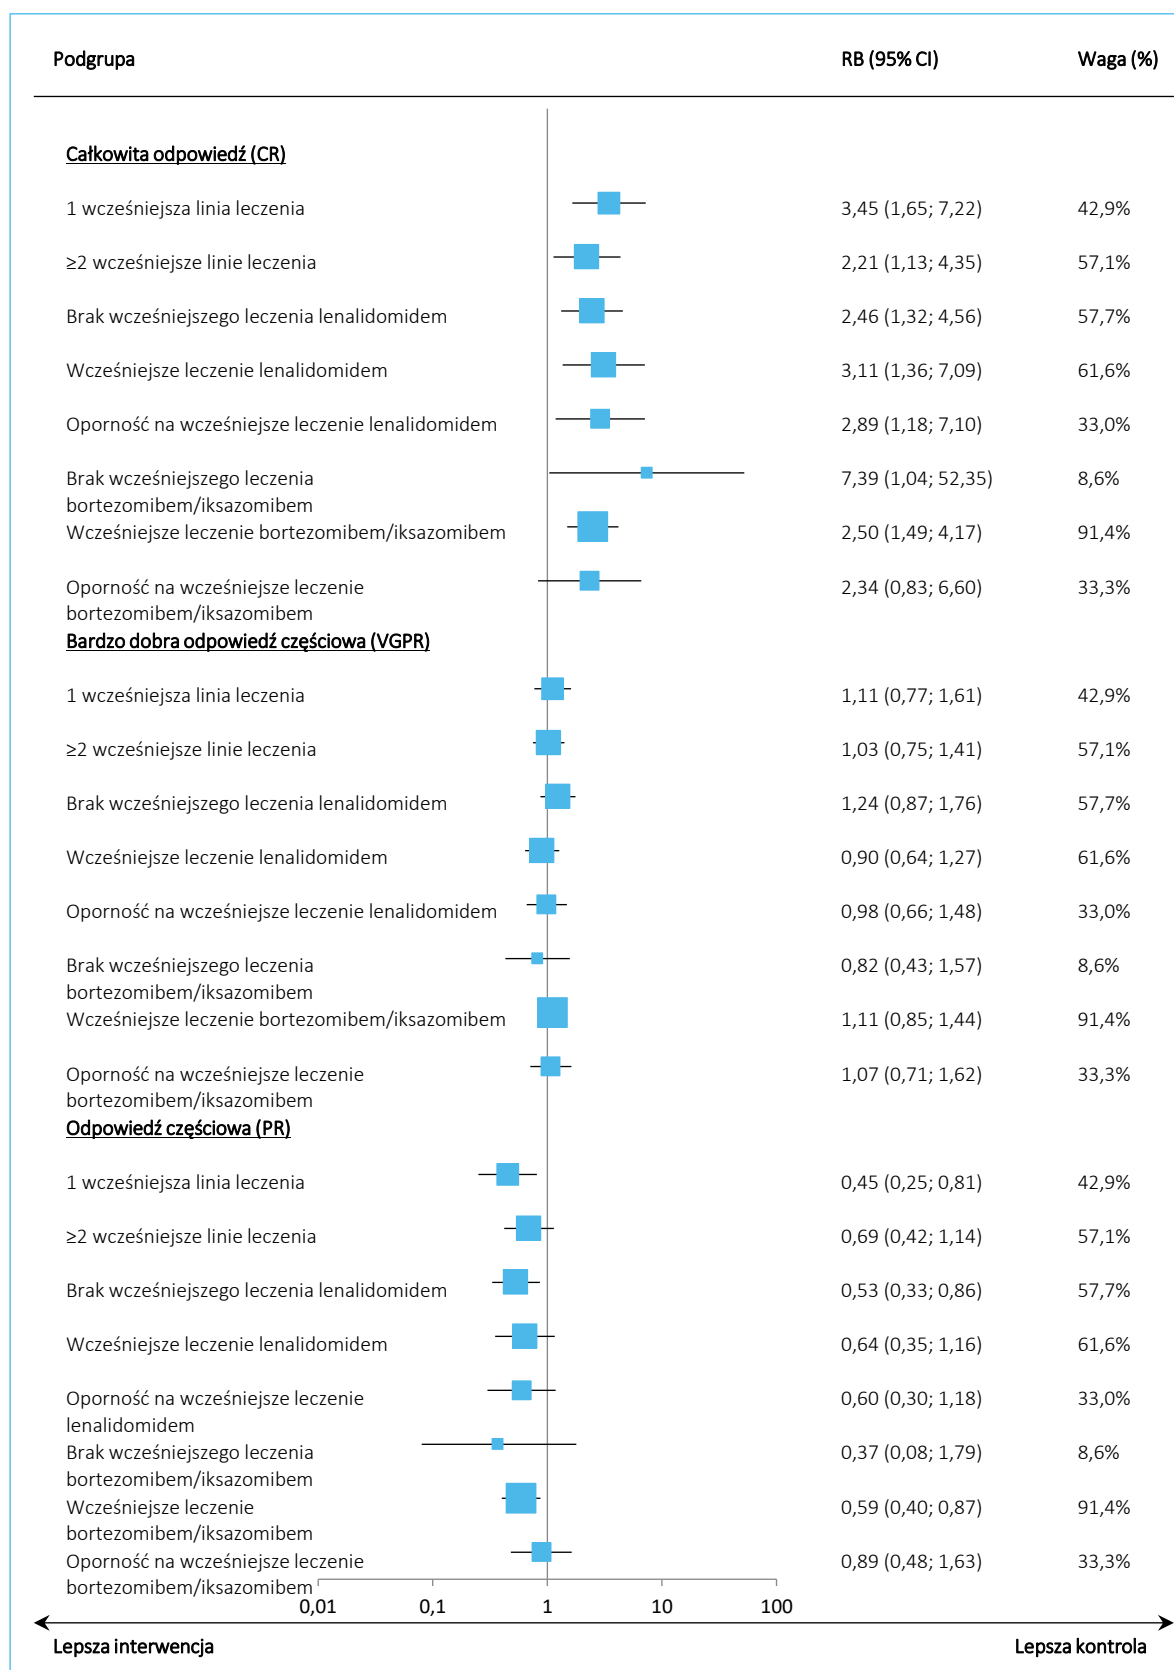 Podgrupa RB (95% CI) Waga (%)
Całkowita odpowiedź (CR)
1 wcześniejsza linia leczenia 3,45 (1,65; 7,22) 42,9%
≥2 wcześniejsze linie leczenia 2,21 (1,13; 4,35) 57,1%
Brak wcześniejszego leczenia lenalidomidem 2,46 (1,32; 4,56) 57,7%
Wcześniejsze leczenie lenalidomidem 3,11 (1,36; 7,09) 61,6%
Oporność na wcześniejsze leczenie lenalidomidem 2,89 (1,18; 7,10) 33,0%
Brak wcześniejszego leczenia 7,39 (1,04; 52,35) 8,6%
bortezomibem/iksazomibem
Wcześniejsze leczenie bortezomibem/iksazomibem 2,50 (1,49; 4,17) 91,4%
Oporność na wcześniejsze leczenie 2,34 (0,83; 6,60) 33,3%
bortezomibem/iksazomibem
Bardzo dobra odpowiedź częściowa (VGPR)
1 wcześniejsza linia leczenia 1,11 (0,77; 1,61) 42,9%
≥2 wcześniejsze linie leczenia 1,03 (0,75; 1,41) 57,1%
Brak wcześniejszego leczenia lenalidomidem 1,24 (0,87; 1,76) 57,7%
Wcześniejsze leczenie lenalidomidem 0,90 (0,64; 1,27) 61,6%
Oporność na wcześniejsze leczenie lenalidomidem 0,98 (0,66; 1,48) 33,0%
Brak wcześniejszego leczenia 0,82 (0,43; 1,57) 8,6%
bortezomibem/iksazomibem
Wcześniejsze leczenie bortezomibem/iksazomibem 1,11 (0,85; 1,44) 91,4%
Oporność na wcześniejsze leczenie 1,07 (0,71; 1,62) 33,3%
bortezomibem/iksazomibem
Odpowiedź częściowa (PR)
1 wcześniejsza linia leczenia 0,45 (0,25; 0,81) 42,9%
≥2 wcześniejsze linie leczenia 0,69 (0,42; 1,14) 57,1%
Brak wcześniejszego leczenia lenalidomidem 0,53 (0,33; 0,86) 57,7%
Wcześniejsze leczenie lenalidomidem 0,64 (0,35; 1,16) 61,6%
Oporność na wcześniejsze leczenie 0,60 (0,30; 1,18) 33,0%
lenalidomidem
Brak wcześniejszego leczenia 0,37 (0,08; 1,79) 8,6%
bortezomibem/iksazomibem
Wcześniejsze leczenie 0,59 (0,40; 0,87) 91,4%
bortezomibem/iksazomibem
Oporność na wcześniejsze leczenie 0,89 (0,48; 1,63) 33,3%
bortezomibem/iksazomibem
0,01 0,1 1 10 100
Lepsza interwencja Lepsza kontrola